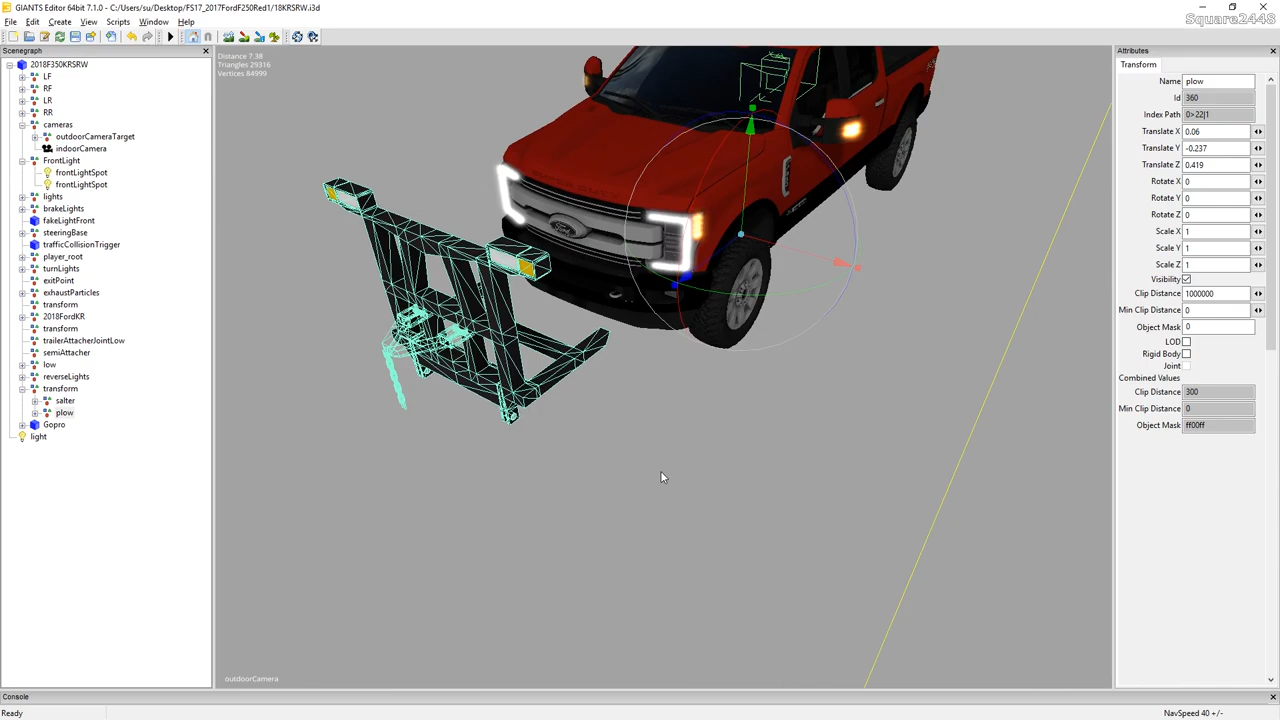 GIANTS Editor 64bit 7.1.0 - C:/Users/su/Desktop/FS17_2017FordF250Red1/18KRSRW.i3d
Square2448
File Edit Create View Scripts Window Help
Scenegraph
2018F350KRSRW
LF
RF
LR
RR
cameras
outdoorCameraTarget
indoorCamera
FrontLight
frontLightSpot
frontLightSpot
lights
brakeLights
fakeLightFront
steeringBase
trafficCollisionTrigger
player_root
turnLights
exitPoint
exhaustParticles
transform
2018FordKR
transform
trailerAttacherJointLow
semiAttacher
low
reverseLights
transform
salter
plow
Gopro
light
Distance 7.38
Triangles 29316
Vertices 84999
Ford
outdoorCamera
Attributes
Transform
Name plow
Id 360
Index Path 0>22|1
Translate X 0.06
Translate Y -0.237
Translate Z 0.419
Rotate X 0
Rotate Y 0
Rotate Z 0
Scale X 1
Scale Y 1
Scale Z 1
Visibility
Clip Distance 1000000
Min Clip Distance 0
Object Mask 0
LOD
Rigid Body
Joint
Combined Values
Clip Distance 300
Min Clip Distance 0
Object Mask ff00ff
Console
Ready
NavSpeed 40 +/-